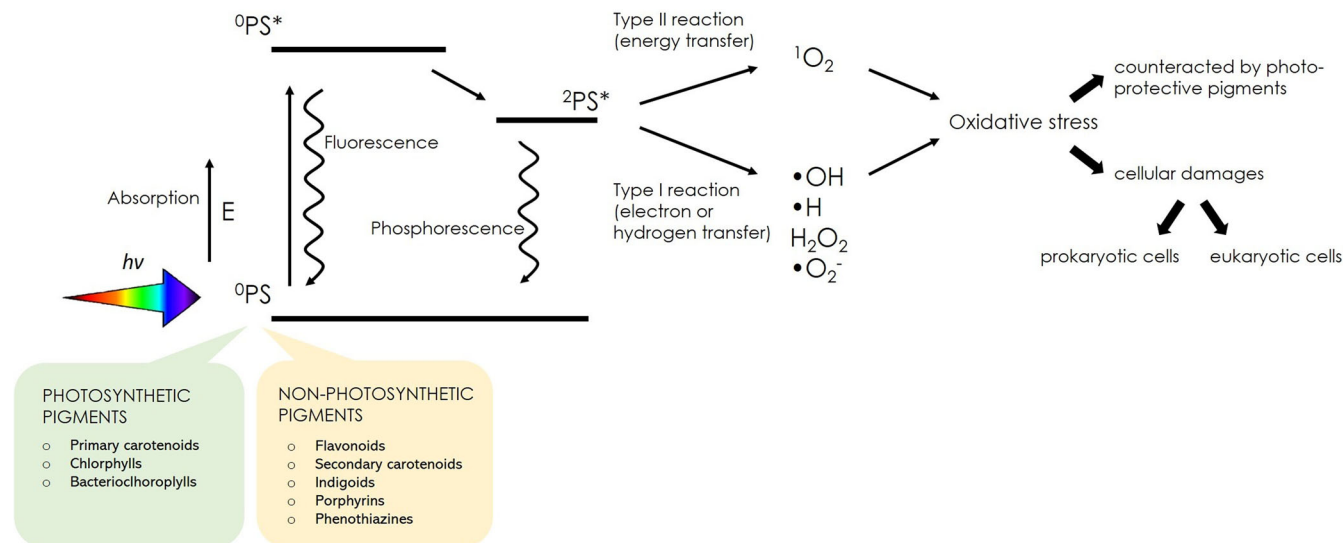 ⁰PS*
Fluorescence
Absorption
E
hν
⁰PS
²PS*
Phosphorescence
Type II reaction
(energy transfer)
Type I reaction
(electron or
hydrogen transfer)
¹O₂
•OH
•H
H₂O₂
•O₂⁻
Oxidative stress
counteracted by photo-
protective pigments
cellular damages
prokaryotic cells
eukaryotic cells
PHOTOSYNTHETIC
PIGMENTS
o Primary carotenoids
o Chlorphylls
o Bacterioclhoroplylls
NON-PHOTOSYNTHETIC
PIGMENTS
o Flavonoids
o Secondary carotenoids
o Indigoids
o Porphyrins
o Phenothiazines